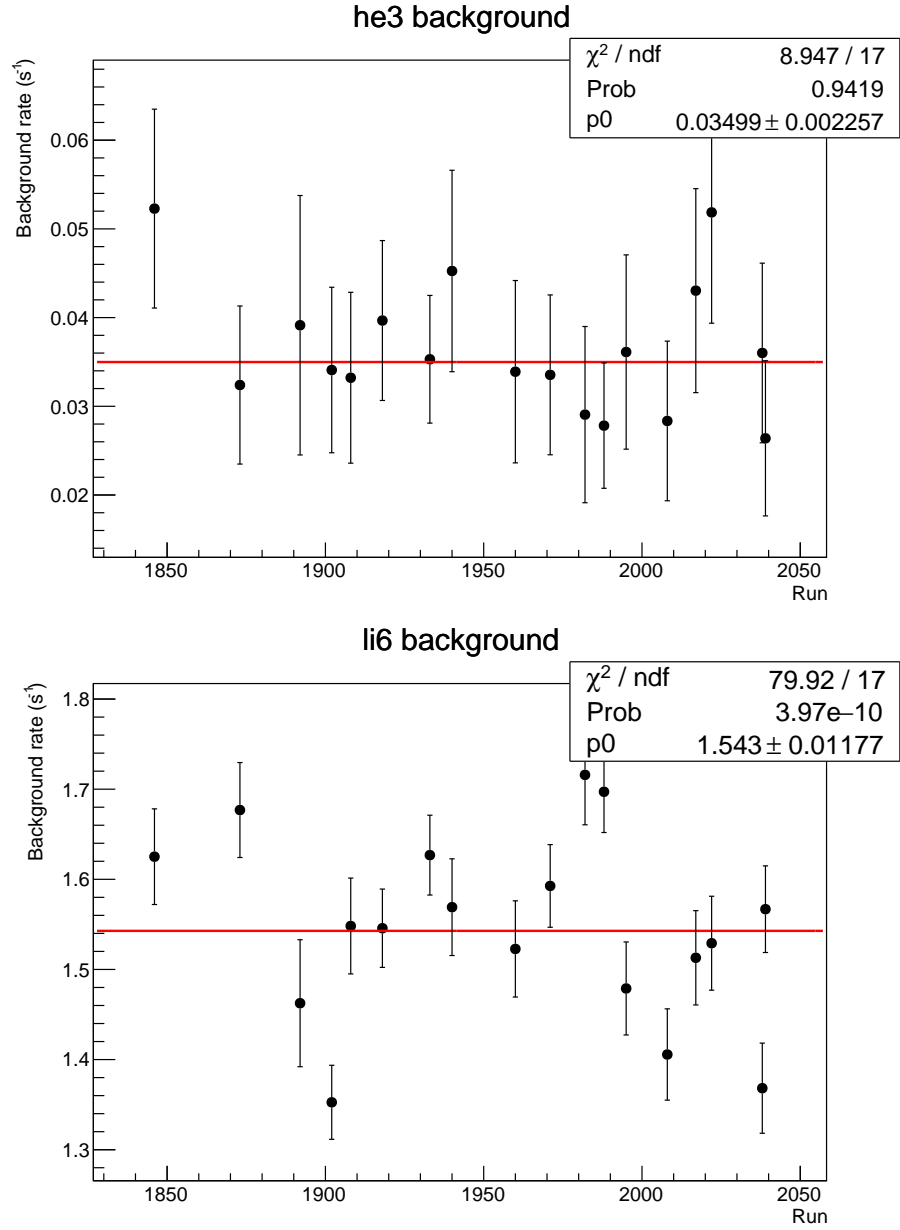 he3 background
χ² / ndf 8.947 / 17
Prob 0.9419
p0 0.03499 ± 0.002257
Background rate (s⁻¹)
0.06
0.05
0.04
0.03
0.02
1850 1900 1950 2000 2050
Run
li6 background
χ² / ndf 79.92 / 17
Prob 3.97e−10
p0 1.543 ± 0.01177
Background rate (s⁻¹)
1.8
1.7
1.6
1.5
1.4
1.3
1850 1900 1950 2000 2050
Run